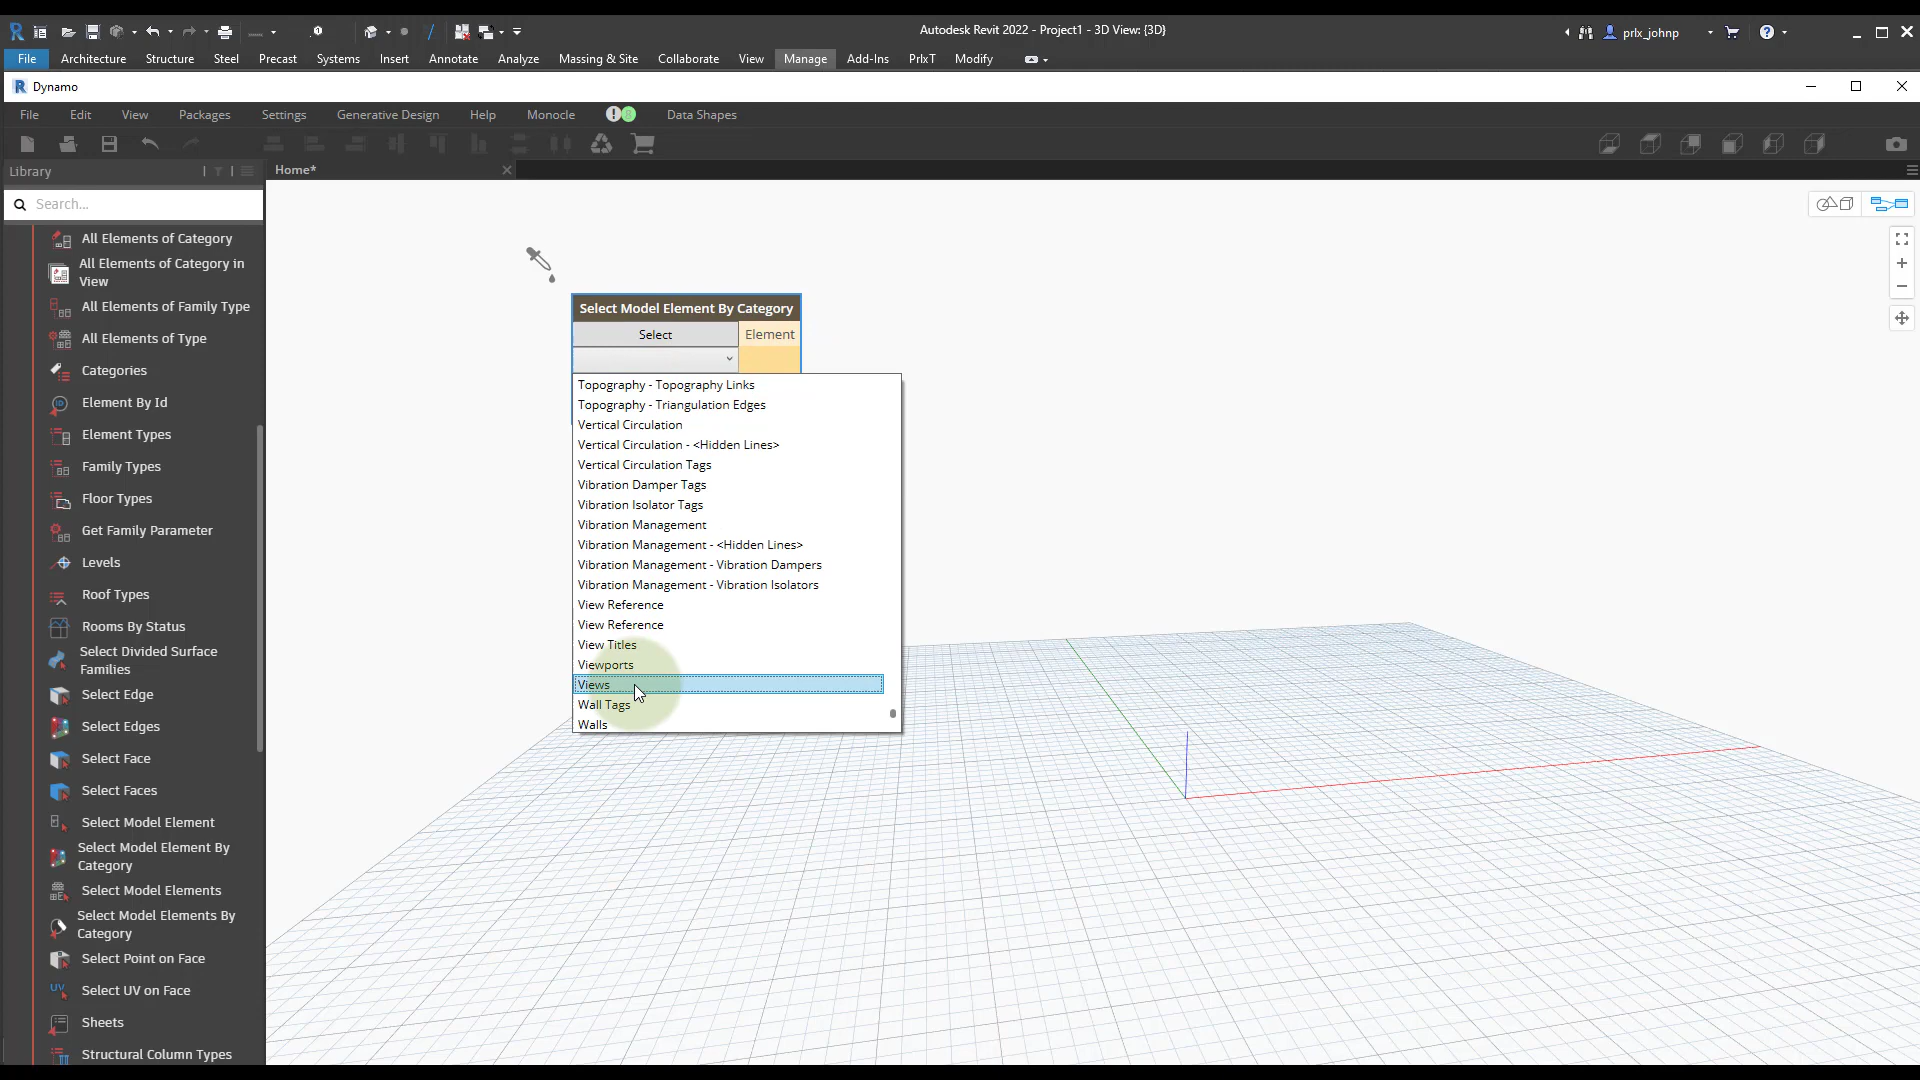 Autodesk Revit 2022 - Project1 - 3D View: {3D}
prlx_johnp
File Architecture Structure Steel Precast Systems Insert Annotate Analyze Massing & Site Collaborate View Manage Add-Ins PrlxT Modify
Dynamo
File Edit View Packages Settings Generative Design Help Monocle Data Shapes
Library
Home*
Search...
All Elements of Category
All Elements of Category in
View
All Elements of Family Type
All Elements of Type
Categories
Element By Id
Element Types
Family Types
Floor Types
Get Family Parameter
Levels
Roof Types
Rooms By Status
Select Divided Surface
Families
Select Edge
Select Edges
Select Face
Select Faces
Select Model Element
Select Model Element By
Category
Select Model Elements
Select Model Elements By
Category
Select Point on Face
Select UV on Face
Sheets
Structural Column Types
Select Model Element By Category
Select Element
Topography - Topography Links
Topography - Triangulation Edges
Vertical Circulation
Vertical Circulation - <Hidden Lines>
Vertical Circulation Tags
Vibration Damper Tags
Vibration Isolator Tags
Vibration Management
Vibration Management - <Hidden Lines>
Vibration Management - Vibration Dampers
Vibration Management - Vibration Isolators
View Reference
View Reference
View Titles
Viewports
Views
Wall Tags
Walls